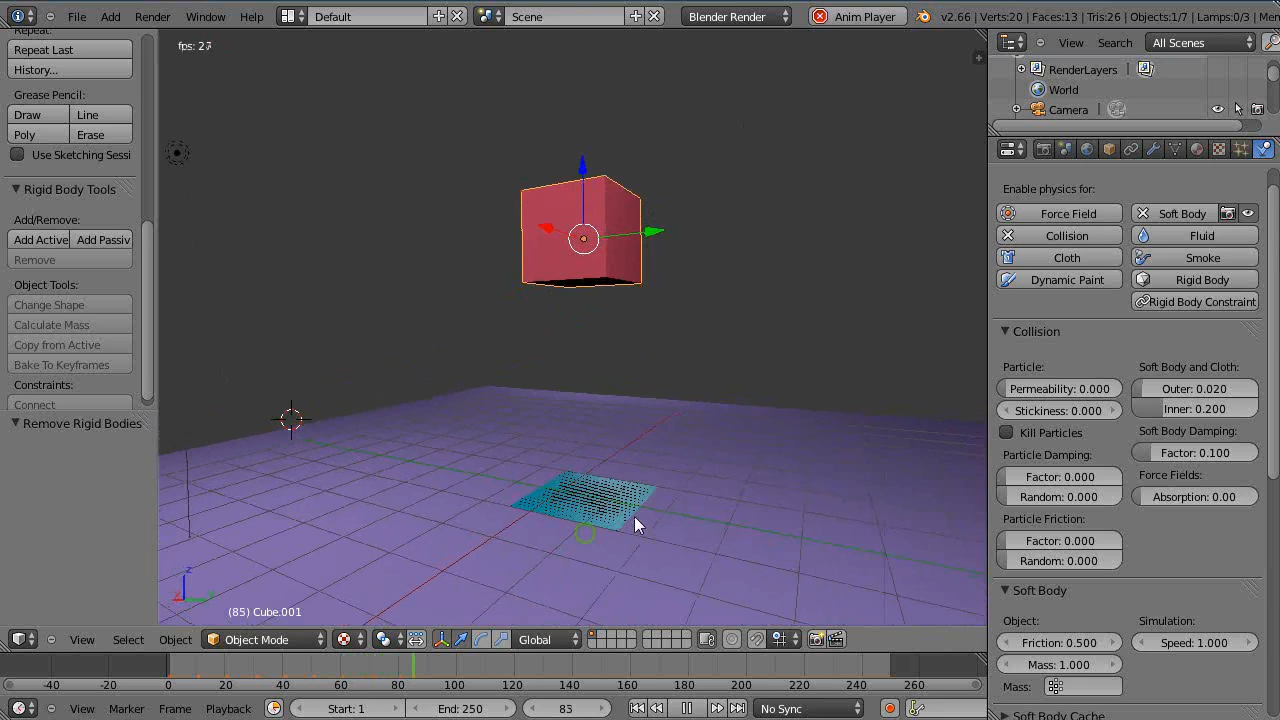 File Add Render Window Help Default Scene Blender Render Anim Player v2.66 | Verts:20 | Faces:13 | Tris:26 | Objects:1/7 | Lamps:0/3 |
Repeat Last
History...
Grease Pencil:
Draw Line
Poly Erase
Use Sketching Sessi
Rigid Body Tools
Add/Remove:
Add Active Add Passiv
Remove
Object Tools:
Change Shape
Calculate Mass
Copy from Active
Bake To Keyframes
Constraints:
Connect
Remove Rigid Bodies
(85) Cube.001
View Select Object Object Mode Global
-40 -20 0 20 40 60 80 100 120 140 160 180 200 220 240 260
View Marker Frame Playback Start: 1 End: 250 No Sync
View Search All Scenes
RenderLayers
World
Camera
Enable physics for:
Force Field Soft Body
Collision Fluid
Cloth Smoke
Dynamic Paint Rigid Body
Rigid Body Constraint
Collision
Particle: Soft Body and Cloth:
Permeability: 0.000 Outer: 0.020
Stickiness: 0.000 Inner: 0.200
Kill Particles Soft Body Damping:
Particle Damping: Factor: 0.100
Factor: 0.000 Force Fields:
Random: 0.000 Absorption: 0.00
Particle Friction:
Factor: 0.000
Random: 0.000
Soft Body
Object: Simulation:
Friction: 0.500 Speed: 1.000
Mass: 1.000
Mass:
Soft Body Cache